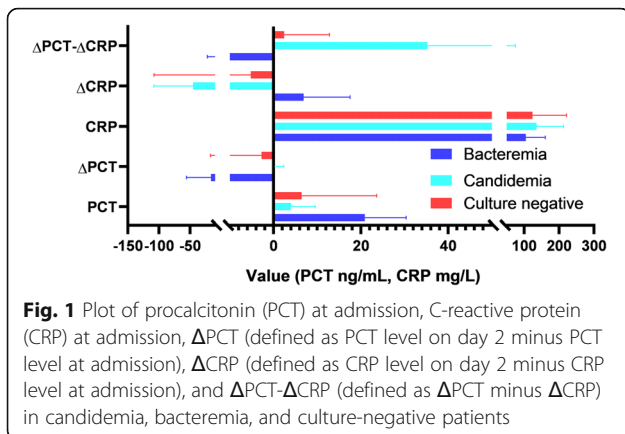 ΔPCT-ΔCRP
ΔCRP
CRP
ΔPCT
PCT
Bacteremia
Candidemia
Culture negative
-150 -100 -50 0 20 40 100 200 300
Value (PCT ng/mL, CRP mg/L)
Fig. 1 Plot of procalcitonin (PCT) at admission, C-reactive protein
(CRP) at admission, ΔPCT (defined as PCT level on day 2 minus PCT
level at admission), ΔCRP (defined as CRP level on day 2 minus CRP
level at admission), and ΔPCT-ΔCRP (defined as ΔPCT minus ΔCRP)
in candidemia, bacteremia, and culture-negative patients